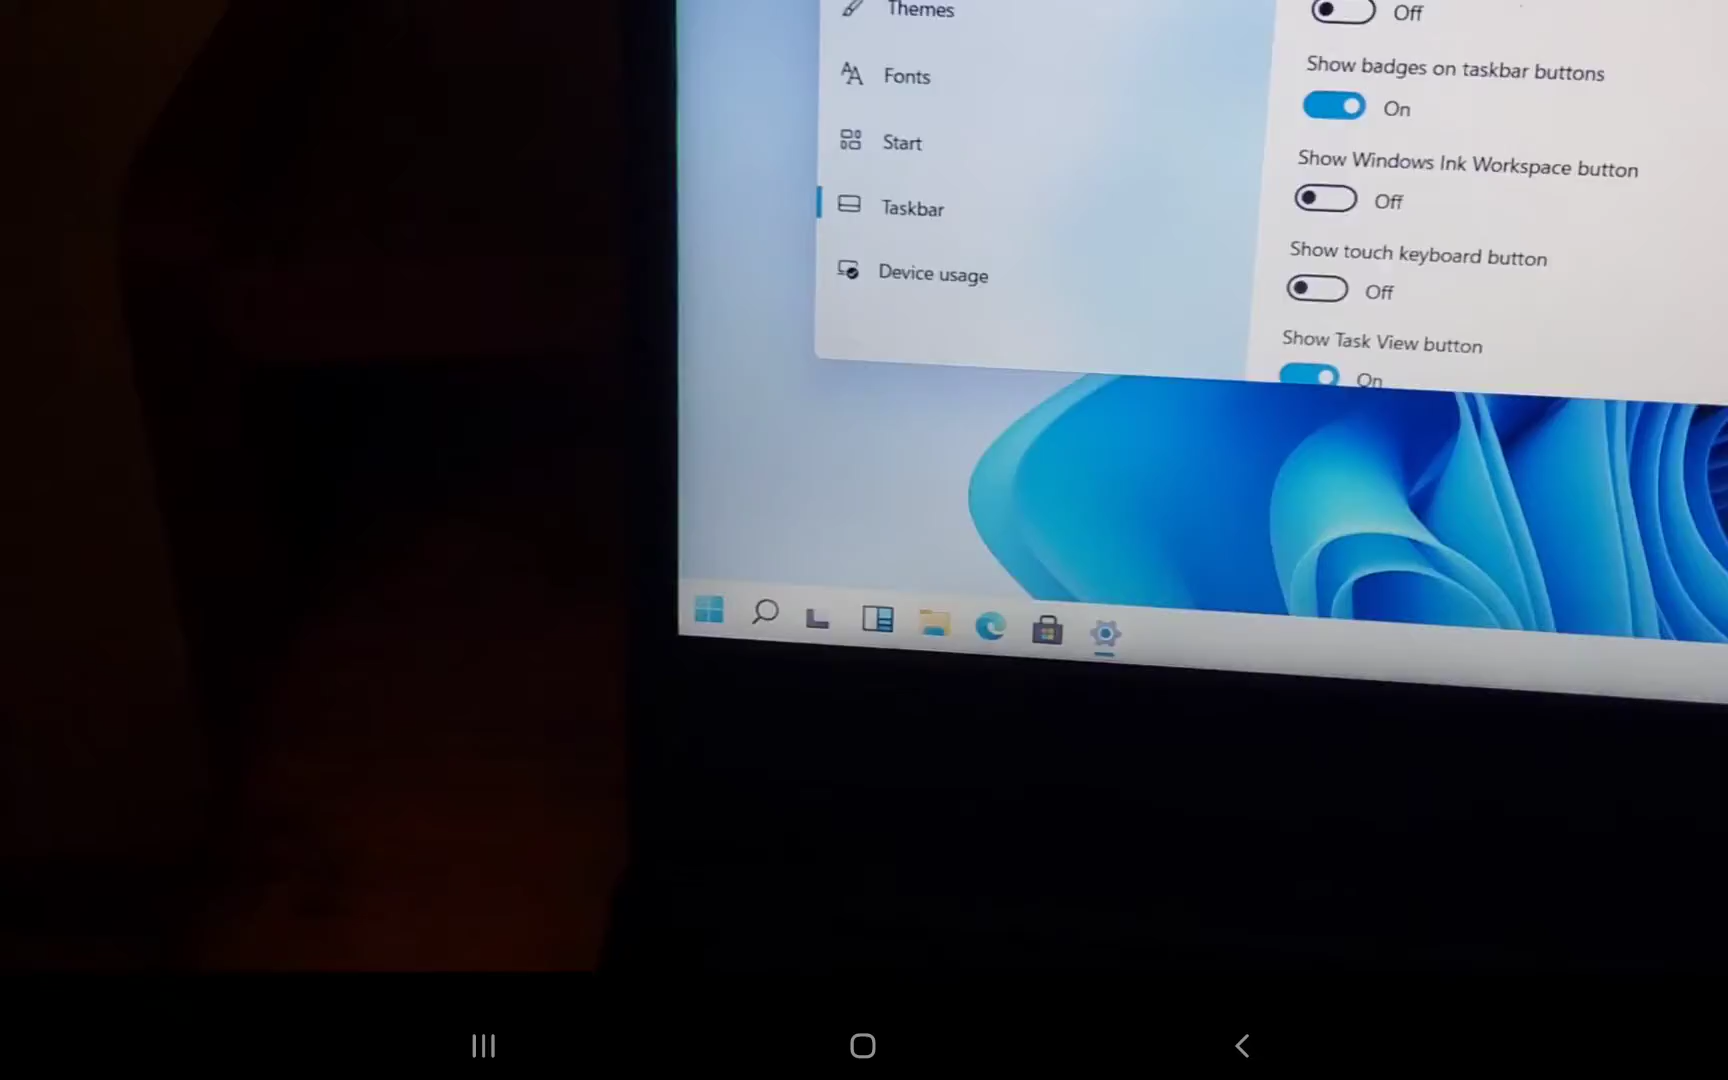 Themes
Fonts
Start
Taskbar
Device usage
Off
Show badges on taskbar buttons
On
Show Windows Ink Workspace button
Off
Show touch keyboard button
Off
Show Task View button
On